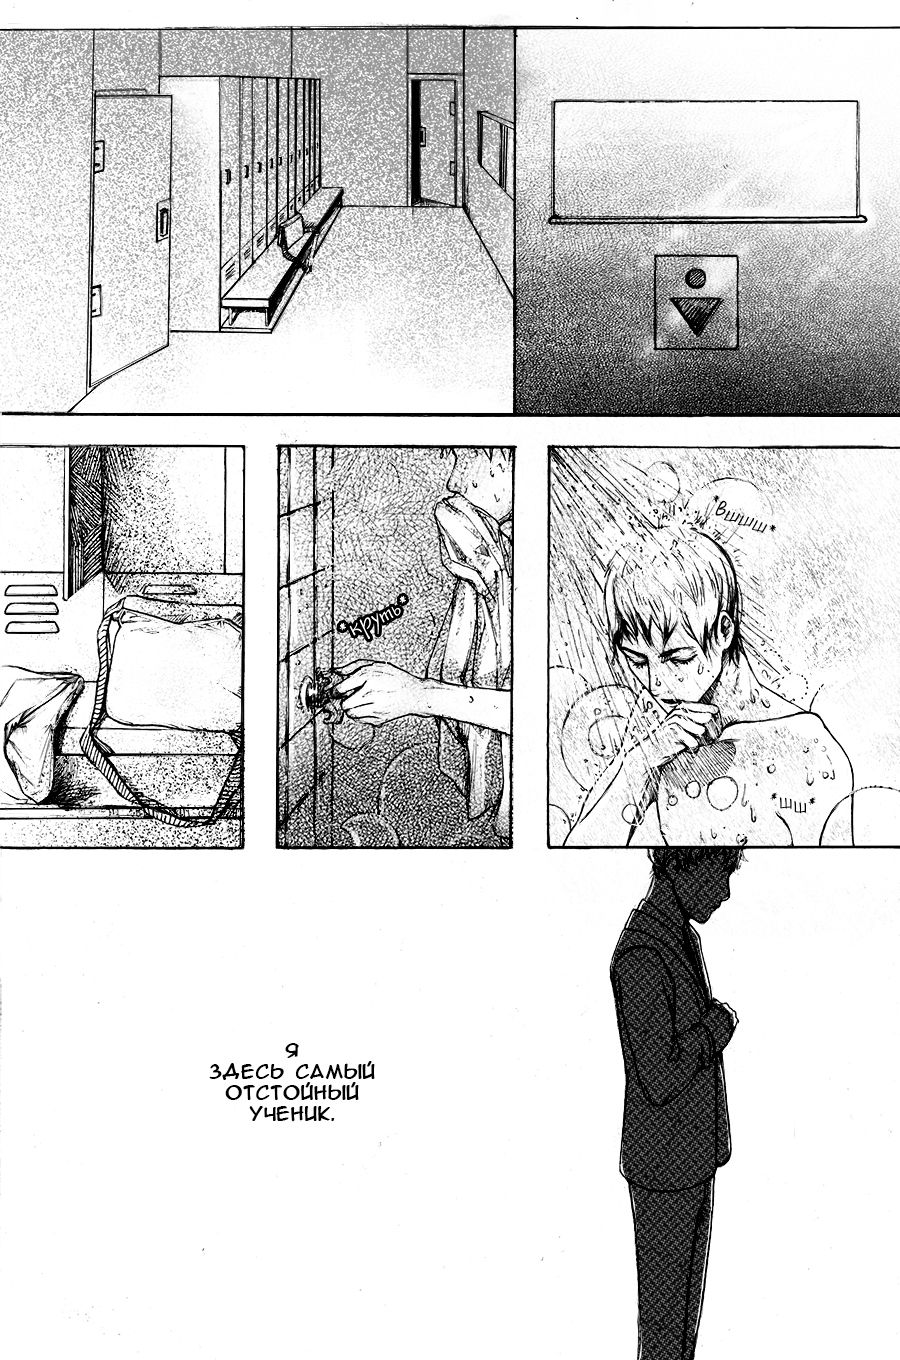 *круть*
*Вшшш*
*шш*
Я
ЗДЕСЬ САМЫЙ
ОТСТОЙНЫЙ
УЧЕНИК.